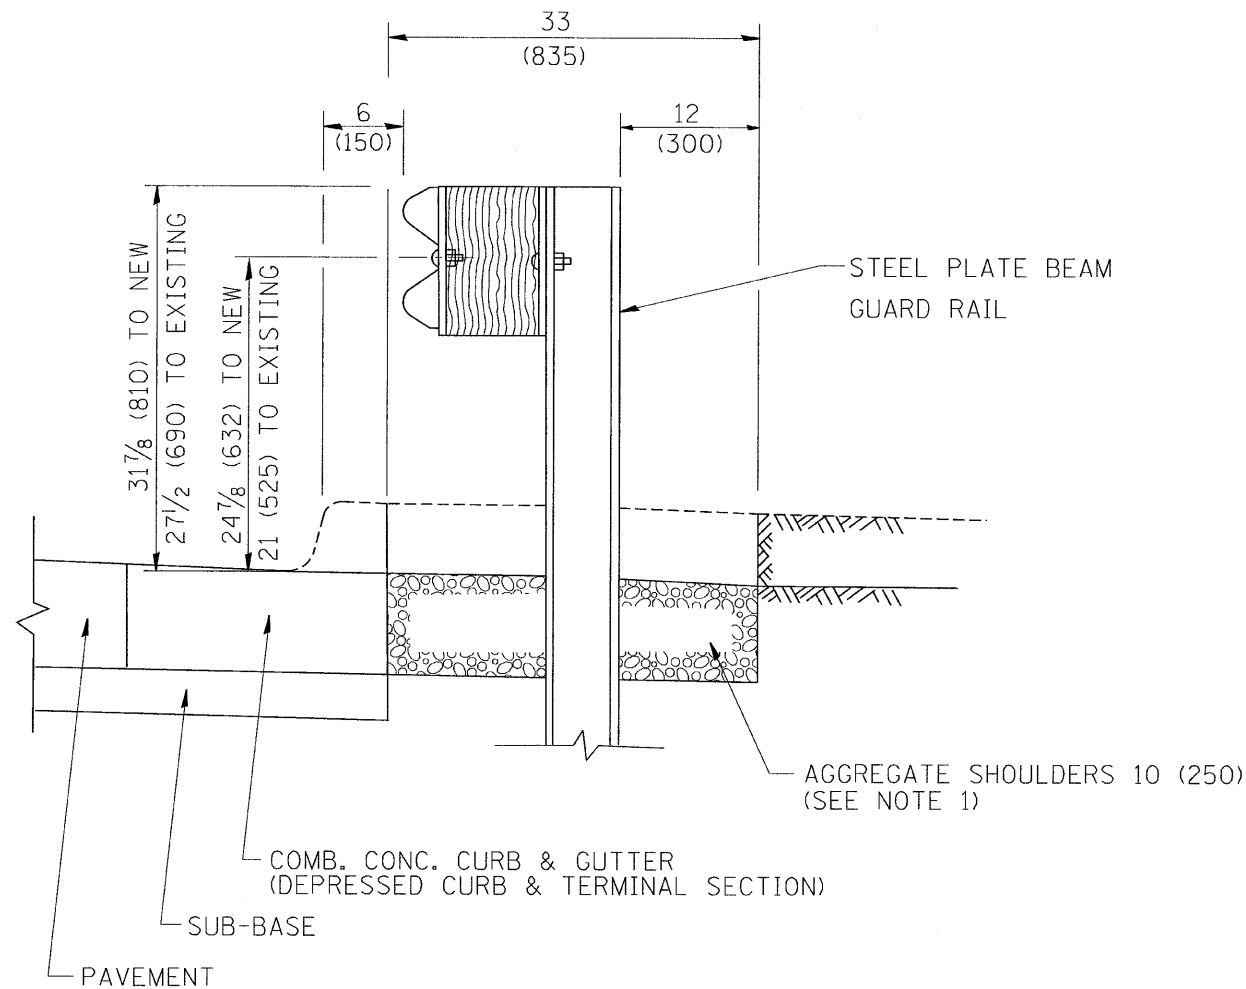 33
(835)
6
(150)
12
(300)
31⅞ (810) TO NEW
27½ (690) TO EXISTING
24⅞ (632) TO NEW
21 (525) TO EXISTING
STEEL PLATE BEAM
GUARD RAIL
AGGREGATE SHOULDERS 10 (250)
(SEE NOTE 1)
COMB. CONC. CURB & GUTTER
(DEPRESSED CURB & TERMINAL SECTION)
SUB-BASE
PAVEMENT